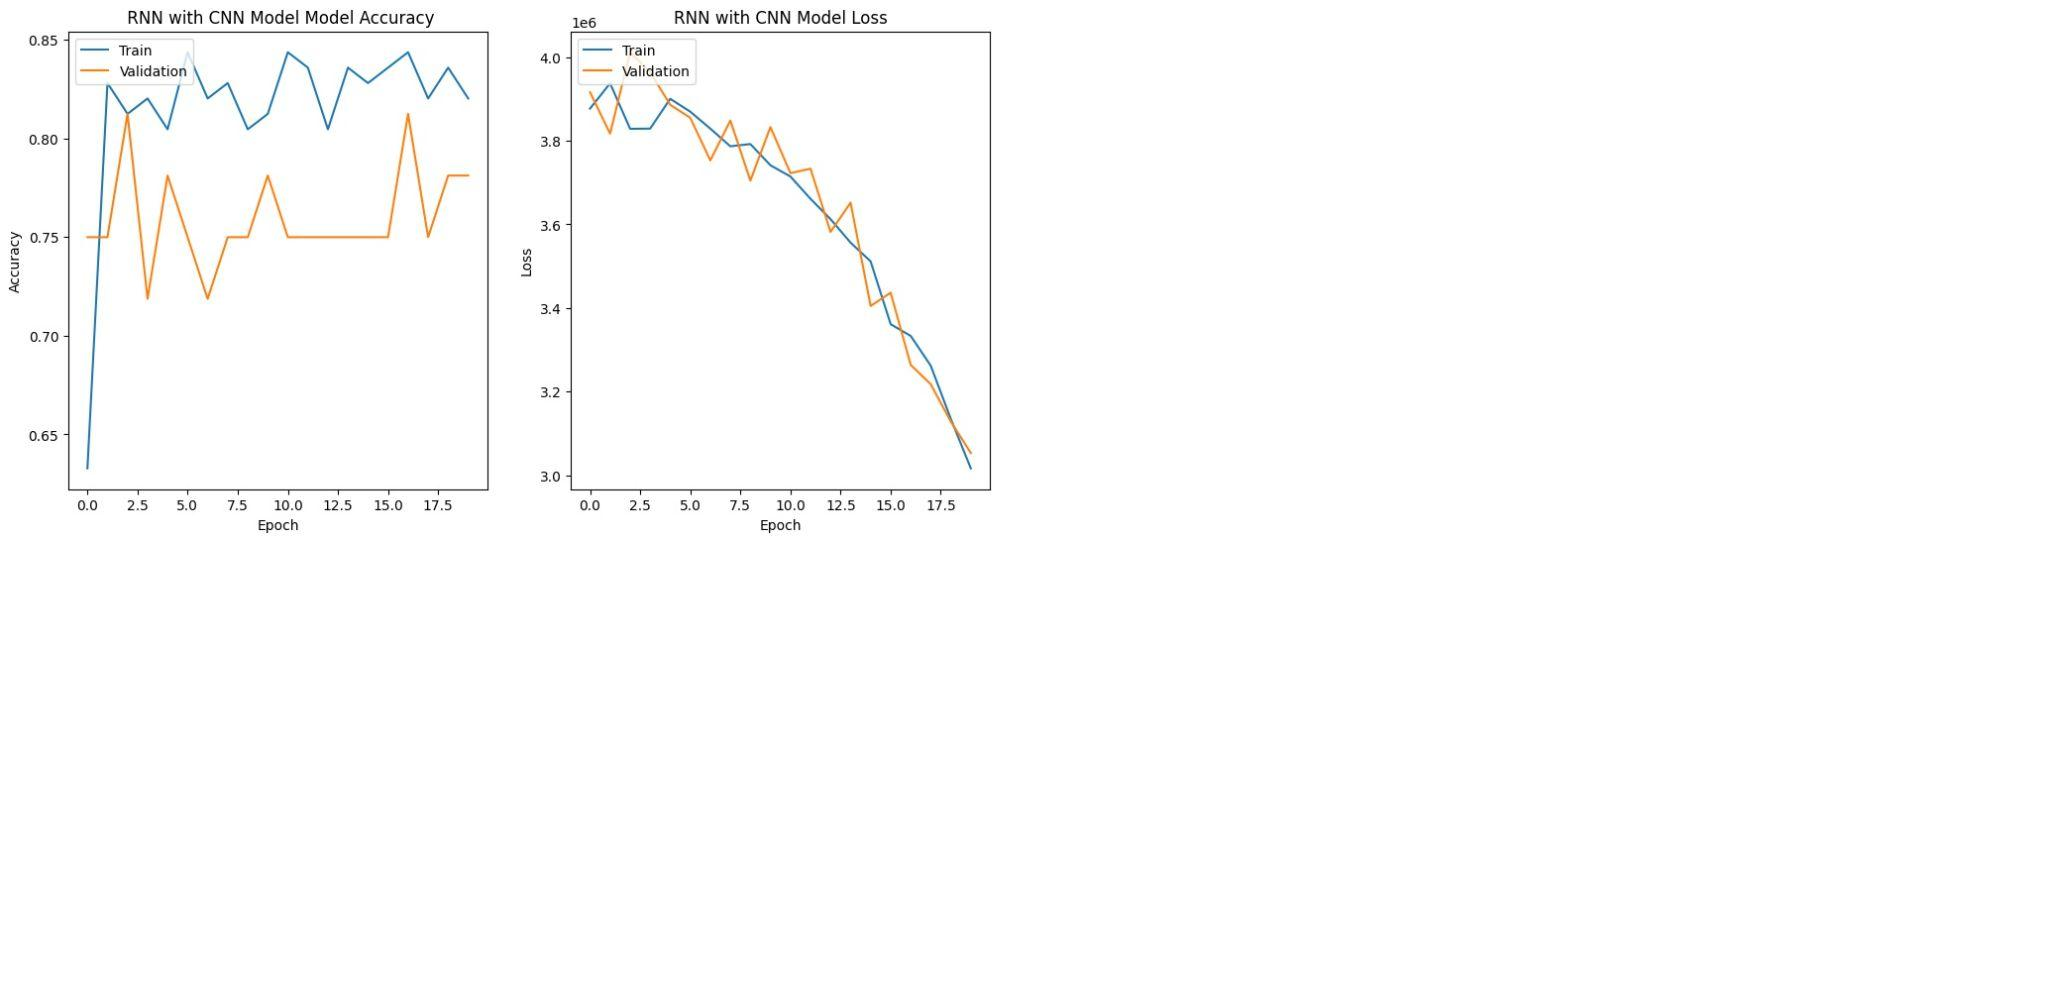 RNN with CNN Model Model Accuracy
Train
Validation
0.85
0.80
0.75
0.70
0.65
Accuracy
0.0 2.5 5.0 7.5 10.0 12.5 15.0 17.5
Epoch
RNN with CNN Model Loss
1e6
Train
Validation
4.0
3.8
3.6
3.4
3.2
3.0
Loss
0.0 2.5 5.0 7.5 10.0 12.5 15.0 17.5
Epoch